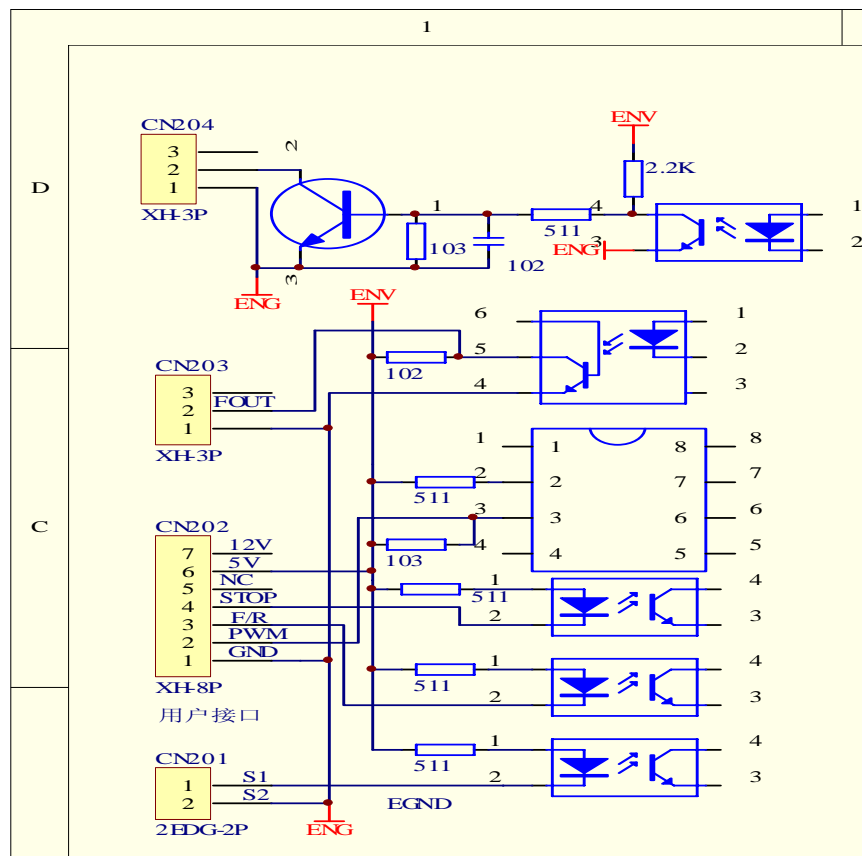 1
D
C
CN204
3
2
1
XH-3P
2
1
3
ENG
103
102
511
4
ENV
2.2K
3
ENG
1
2
ENV
6
5
4
102
1
2
3
CN203
3
FOUT
2
1
XH-3P
1
2
3
4
511
103
1
2
3
4
8
7
6
5
8
7
6
5
CN202
7
12V
6
5V
5
NC
4
STOP
3
F/R
2
PWM
1
GND
XH-8P
用户接口
511
1
2
4
3
511
1
2
4
3
511
1
2
4
3
CN201
1
S1
2
S2
2EDG-2P
ENG
EGND